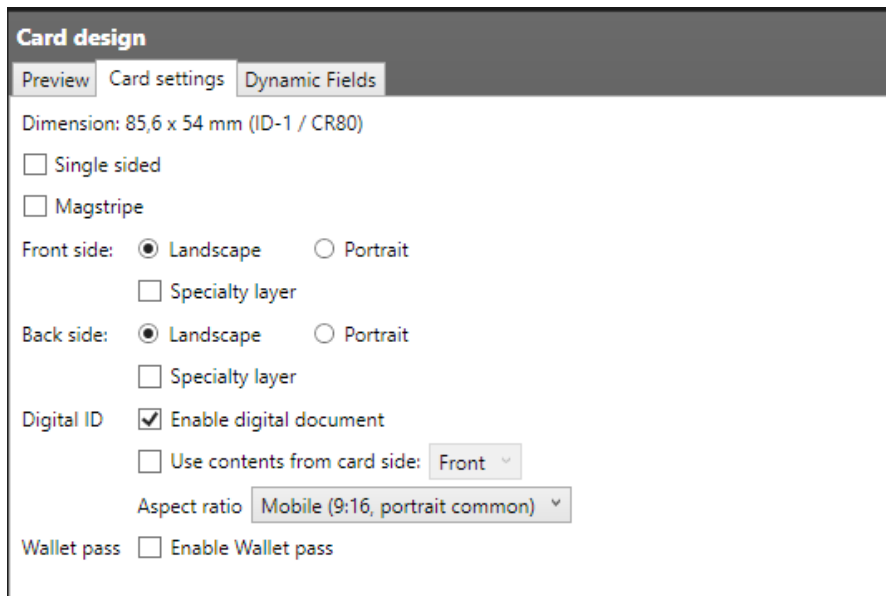 Card design
Preview Card settings Dynamic Fields
Dimension: 85,6 x 54 mm (ID-1 / CR80)
Single sided
Magstripe
Front side: Landscape Portrait
Specialty layer
Back side: Landscape Portrait
Specialty layer
Digital ID Enable digital document
Use contents from card side: Front
Aspect ratio Mobile (9:16, portrait common)
Wallet pass Enable Wallet pass